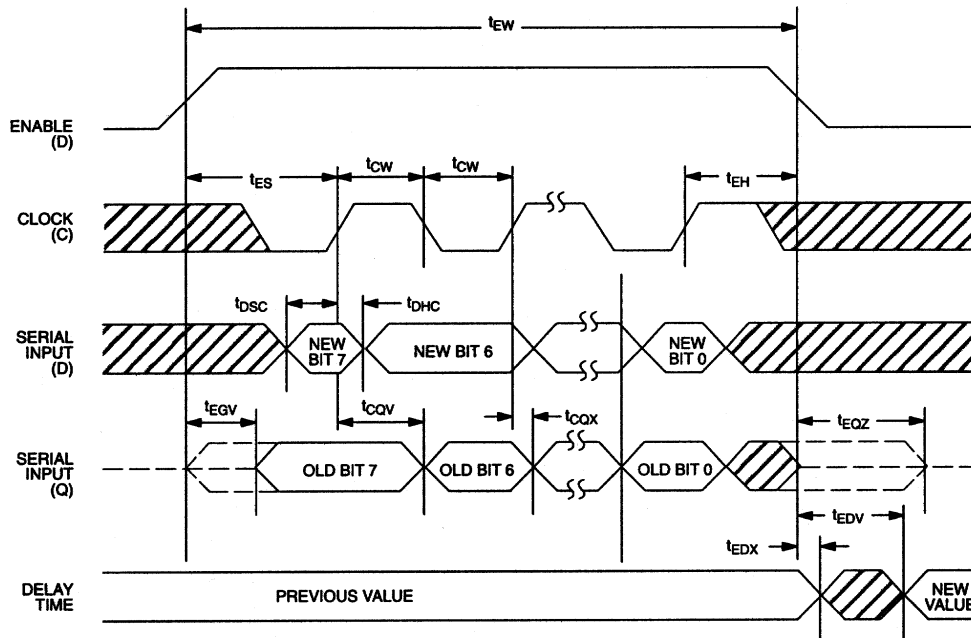 tEW
ENABLE
(D)
tES
tCW
tCW
tEH
CLOCK
(C)
tDSC
tDHC
SERIAL
INPUT
(D)
NEW
BIT 7
NEW BIT 6
NEW
BIT 0
tEGV
tCQV
tCQX
tEQZ
SERIAL
INPUT
(Q)
OLD BIT 7
OLD BIT 6
OLD BIT 0
tEDV
tEDX
DELAY
TIME
PREVIOUS VALUE
NEW
VALUE